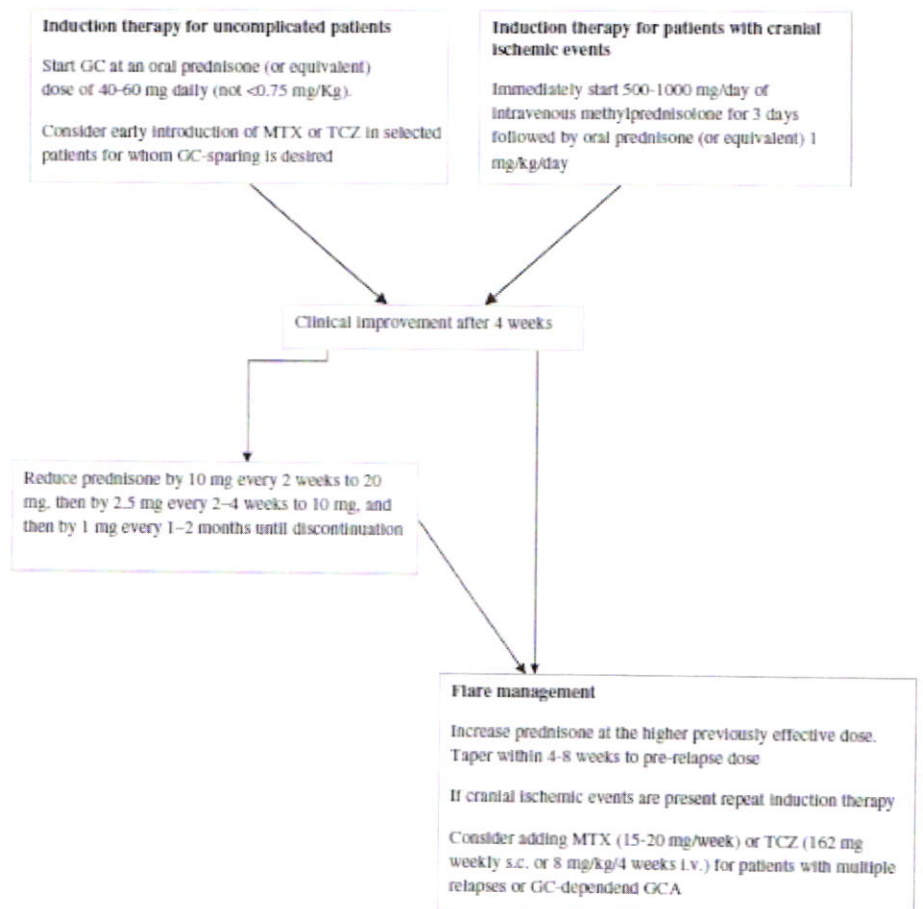 Induction therapy for uncomplicated patients
Start GC at an oral prednisone (or equivalent)
dose of 40-60 mg daily (not <0.75 mg/Kg).
Consider early introduction of MTX or TCZ in selected
patients for whom GC-sparing is desired
Induction therapy for patients with cranial
ischemic events
Immediately start 500-1000 mg/day of
intravenous methylprednisolone for 3 days
followed by oral prednisone (or equivalent) 1
mg/kg/day
Clinical improvement after 4 weeks
Reduce prednisone by 10 mg every 2 weeks to 20
mg, then by 2.5 mg every 2–4 weeks to 10 mg, and
then by 1 mg every 1–2 months until discontinuation
Flare management
Increase prednisone at the higher previously effective dose.
Taper within 4-8 weeks to pre-relapse dose
If cranial ischemic events are present repeat induction therapy
Consider adding MTX (15-20 mg/week) or TCZ (162 mg
weekly s.c. or 8 mg/kg/4 weeks i.v.) for patients with multiple
relapses or GC-dependend GCA